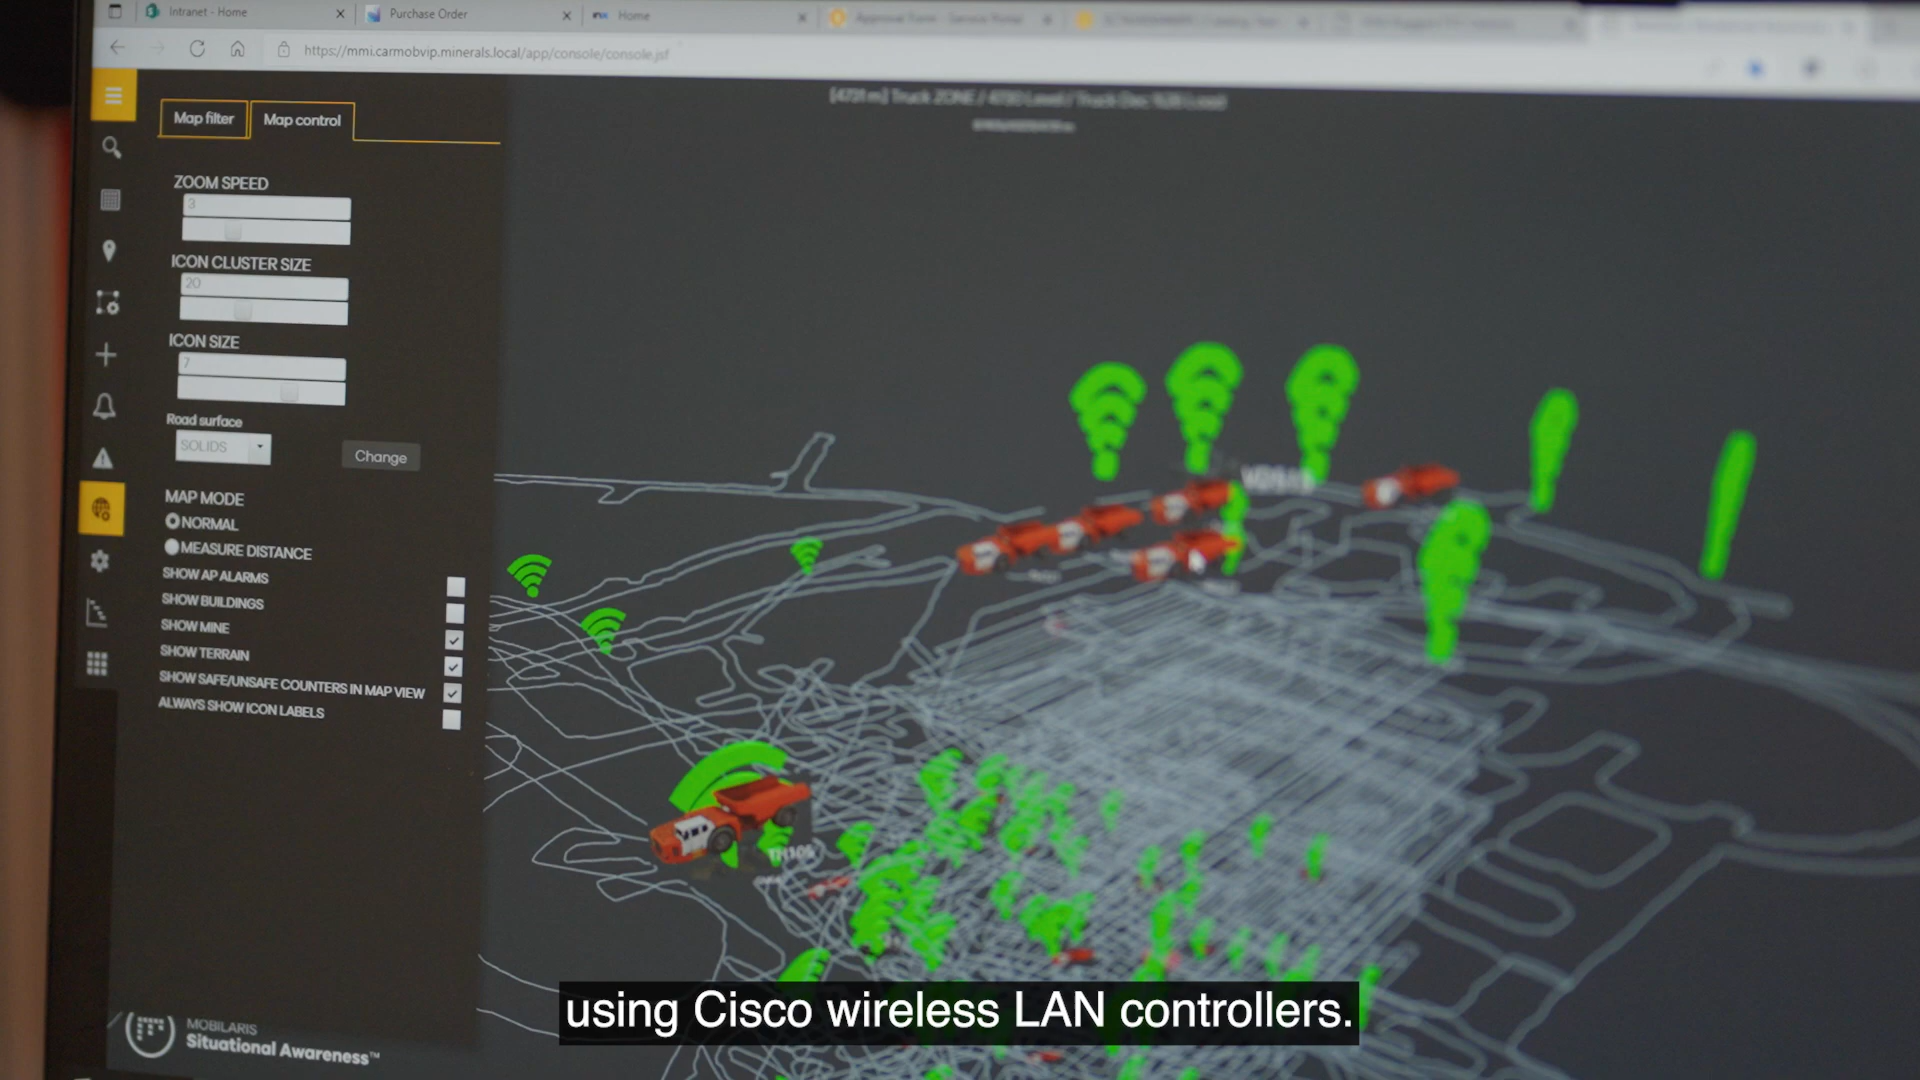 Intranet - Home
Purchase Order
Home
https://mmi.carmobvip.minerals.local/app/console/console.jsf
Map filter
Map control
ZOOM SPEED
3
ICON CLUSTER SIZE
20
ICON SIZE
7
Road surface
SOLIDS
Change
MAP MODE
NORMAL
MEASURE DISTANCE
SHOW AP ALARMS
SHOW BUILDINGS
SHOW MINE
SHOW TERRAIN
SHOW SAFE/UNSAFE COUNTERS IN MAP VIEW
ALWAYS SHOW ICON LABELS
TH105
MOBILARIS
Situational Awareness™
using Cisco wireless LAN controllers.